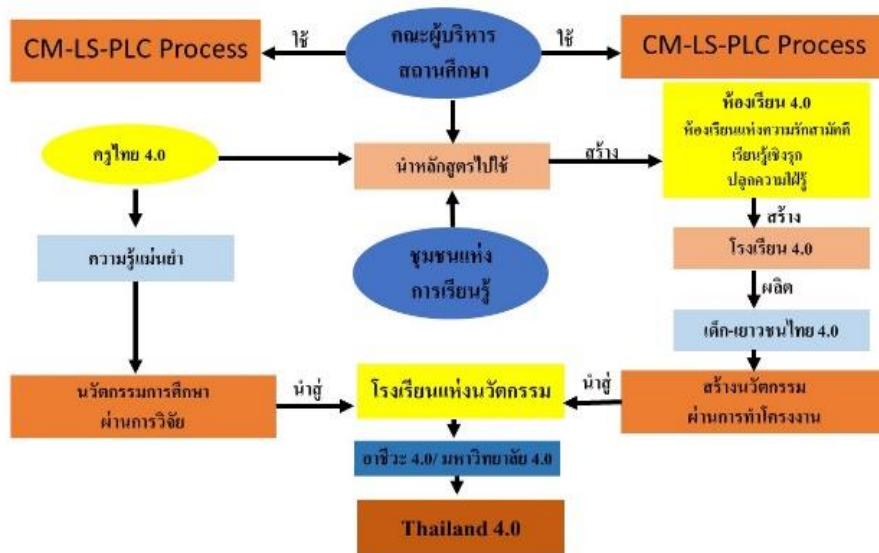 CM-LS-PLC Process
ใช้
คณะผู้บริหาร
สถานศึกษา
ใช้
CM-LS-PLC Process
ครูไทย 4.0
นำหลักสูตรไปใช้
สร้าง
ห้องเรียน 4.0
ห้องเรียนแห่งความรักสามัคคี
เรียนรู้เชิงรุก
ปลุกความใฝ่รู้
สร้าง
ความรู้แม่นยำ
ชุมชนแห่ง
การเรียนรู้
โรงเรียน 4.0
ผลิต
เด็ก-เยาวชนไทย 4.0
นวัตกรรมการศึกษา
ผ่านการวิจัย
นำสู่
โรงเรียนแห่งนวัตกรรม
นำสู่
สร้างนวัตกรรม
ผ่านการทำโครงงาน
อาชีวะ 4.0/ มหาวิทยาลัย 4.0
Thailand 4.0